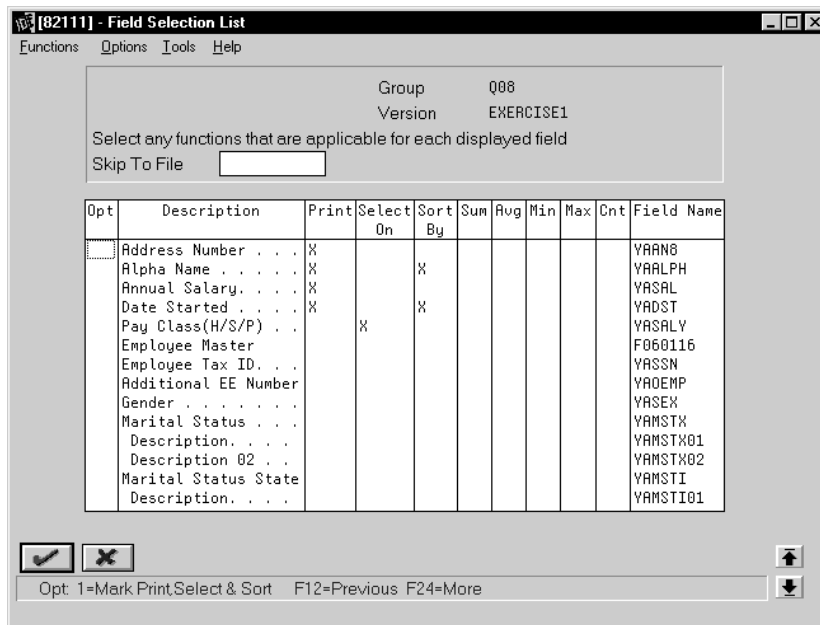 [82111] - Field Selection List
Functions Options Tools Help
Group Q08
Version EXERCISE1
Select any functions that are applicable for each displayed field
Skip To File
Opt Description Print Select On Sort By Sum Avg Min Max Cnt Field Name
Address Number . . . X YAAN8
Alpha Name . . . . . X X YAALPH
Annual Salary. . . . X YASAL
Date Started . . . . X X YADST
Pay Class(H/S/P) . . X YASALY
Employee Master F060116
Employee Tax ID. . . YASSN
Additional EE Number YAOEMP
Gender . . . . . . . YASEX
Marital Status . . . YAMSTX
Description. . . . YAMSTX01
Description 02 . . YAMSTX02
Marital Status State YAMSTI
Description. . . . YAMSTI01
Opt: 1=Mark Print,Select & Sort F12=Previous F24=More